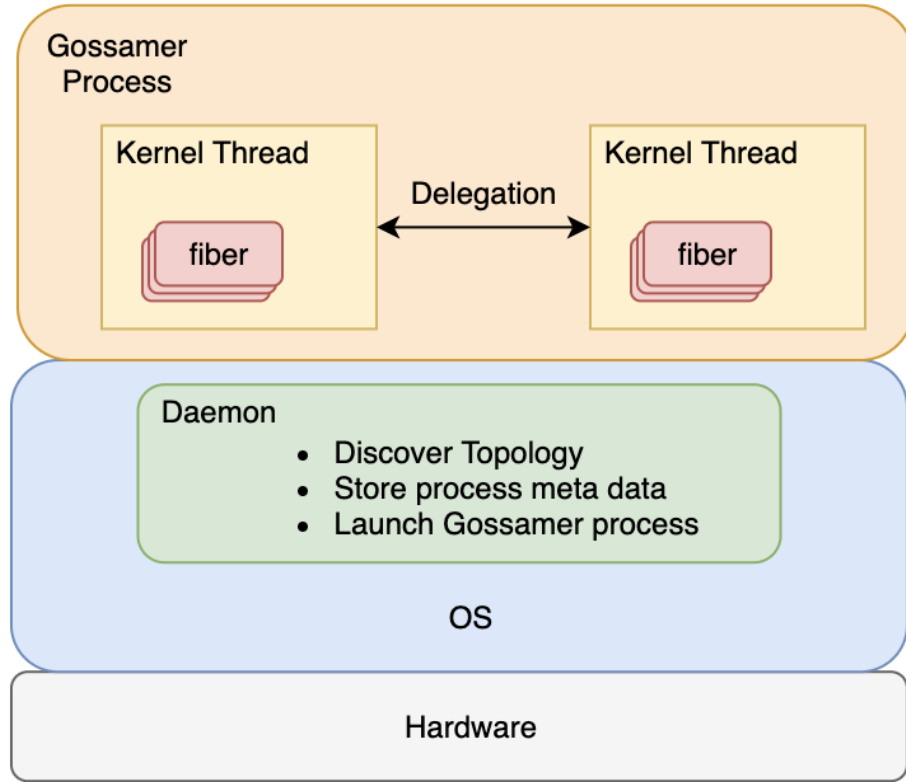 Gossamer
Process
Kernel Thread
Kernel Thread
Delegation
fiber
fiber
Daemon
• Discover Topology
• Store process meta data
• Launch Gossamer process
OS
Hardware